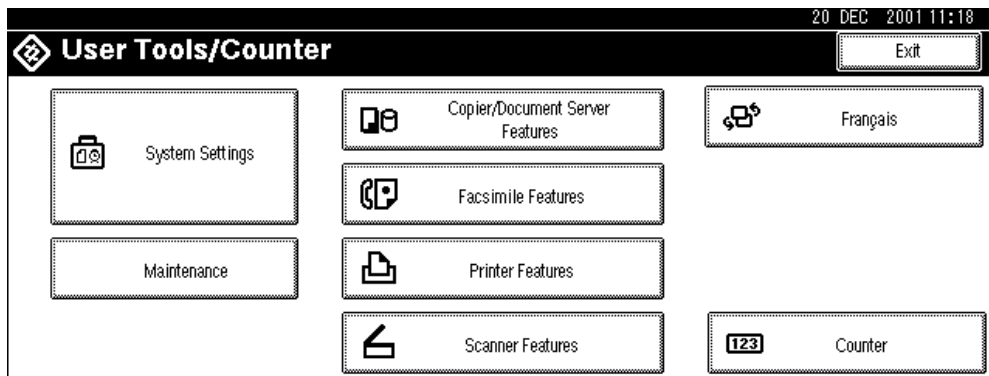 20 DEC 2001 11:18
User Tools/Counter
Exit
System Settings
Maintenance
Copier/Document Server
Features
Facsimile Features
Printer Features
Scanner Features
Français
123
Counter